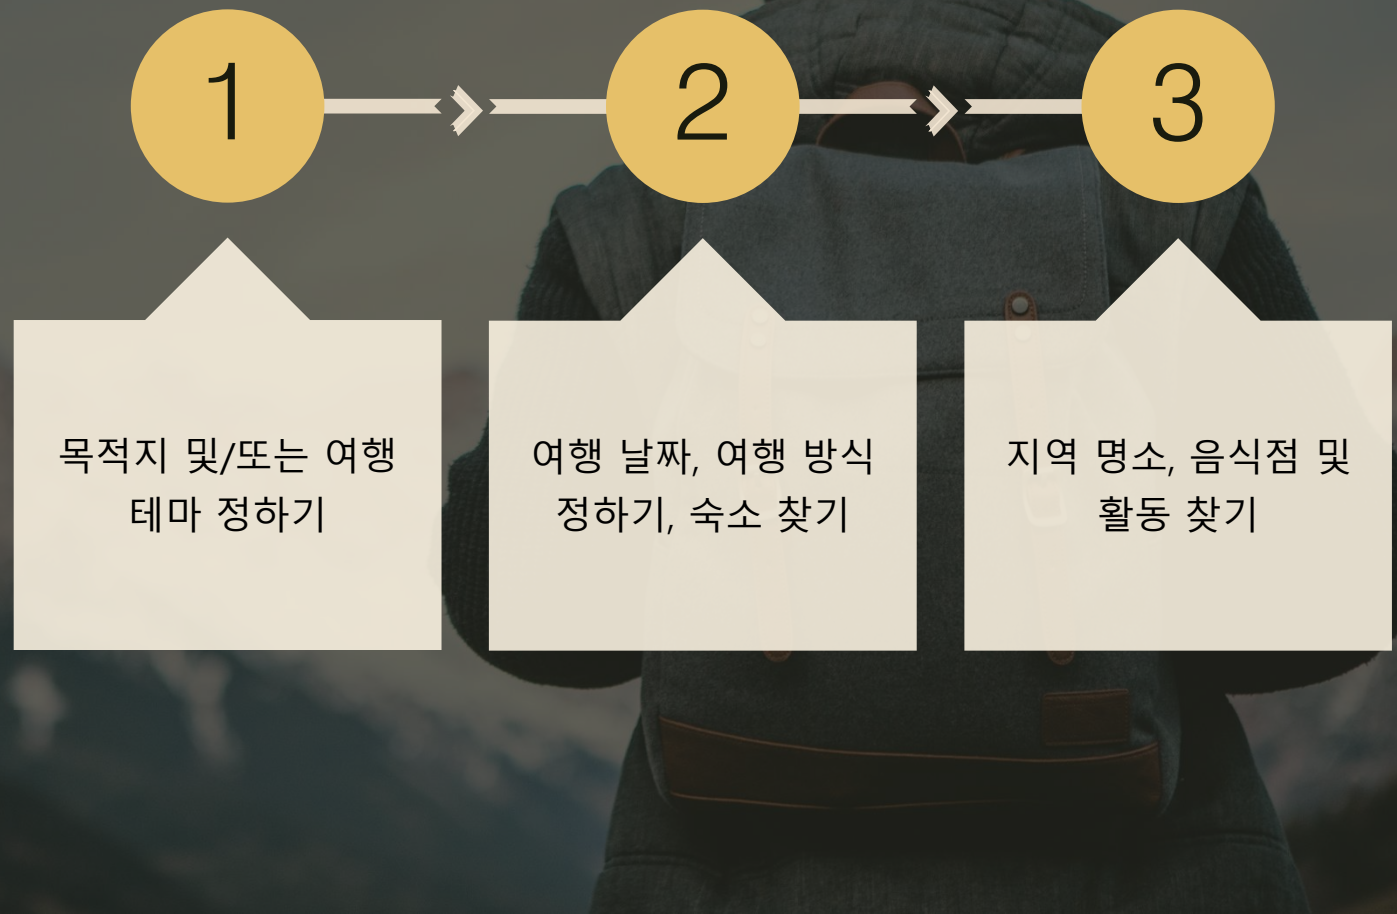 1
2
3
목적지 및/또는 여행
테마 정하기
여행 날짜, 여행 방식
정하기, 숙소 찾기
지역 명소, 음식점 및
활동 찾기